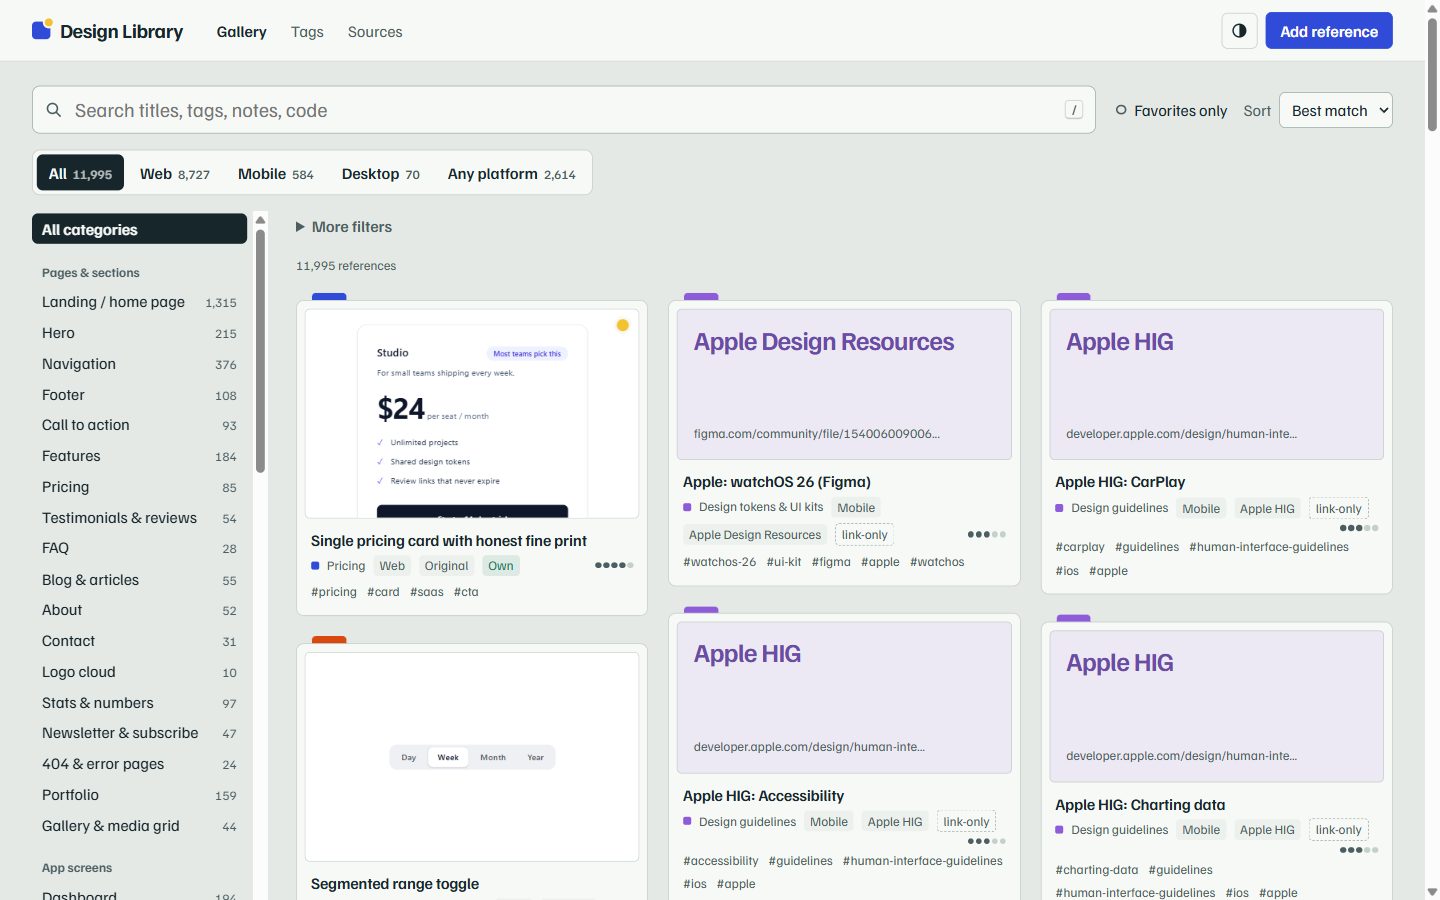 Design Library
Gallery
Tags
Sources
Add reference
Search titles, tags, notes, code
/
Favorites only
Sort
Best match
All 11,995
Web 8,727
Mobile 584
Desktop 70
Any platform 2,614
All categories
Pages & sections
Landing / home page 1,315
Hero 215
Navigation 376
Footer 108
Call to action 93
Features 184
Pricing 85
Testimonials & reviews 54
FAQ 28
Blog & articles 55
About 52
Contact 31
Logo cloud 10
Stats & numbers 97
Newsletter & subscribe 47
404 & error pages 24
Portfolio 159
Gallery & media grid 44
App screens
More filters
11,995 references
Studio
Most teams pick this
For small teams shipping every week.
$24 per seat / month
✓ Unlimited projects
✓ Shared design tokens
✓ Review links that never expire
Single pricing card with honest fine print
Pricing Web Original Own
#pricing #card #saas #cta
Day Week Month Year
Segmented range toggle
Apple Design Resources
figma.com/community/file/154006009006...
Apple: watchOS 26 (Figma)
Design tokens & UI kits Mobile
Apple Design Resources link-only
#watchos-26 #ui-kit #figma #apple #watchos
Apple HIG
developer.apple.com/design/human-inte...
Apple HIG: Accessibility
Design guidelines Mobile Apple HIG link-only
#accessibility #guidelines #human-interface-guidelines
#ios #apple
Apple HIG
developer.apple.com/design/human-inte...
Apple HIG: CarPlay
Design guidelines Mobile Apple HIG link-only
#carplay #guidelines #human-interface-guidelines
#ios #apple
Apple HIG
developer.apple.com/design/human-inte...
Apple HIG: Charting data
Design guidelines Mobile Apple HIG link-only
#charting-data #guidelines
#human-interface-guidelines #ios #apple